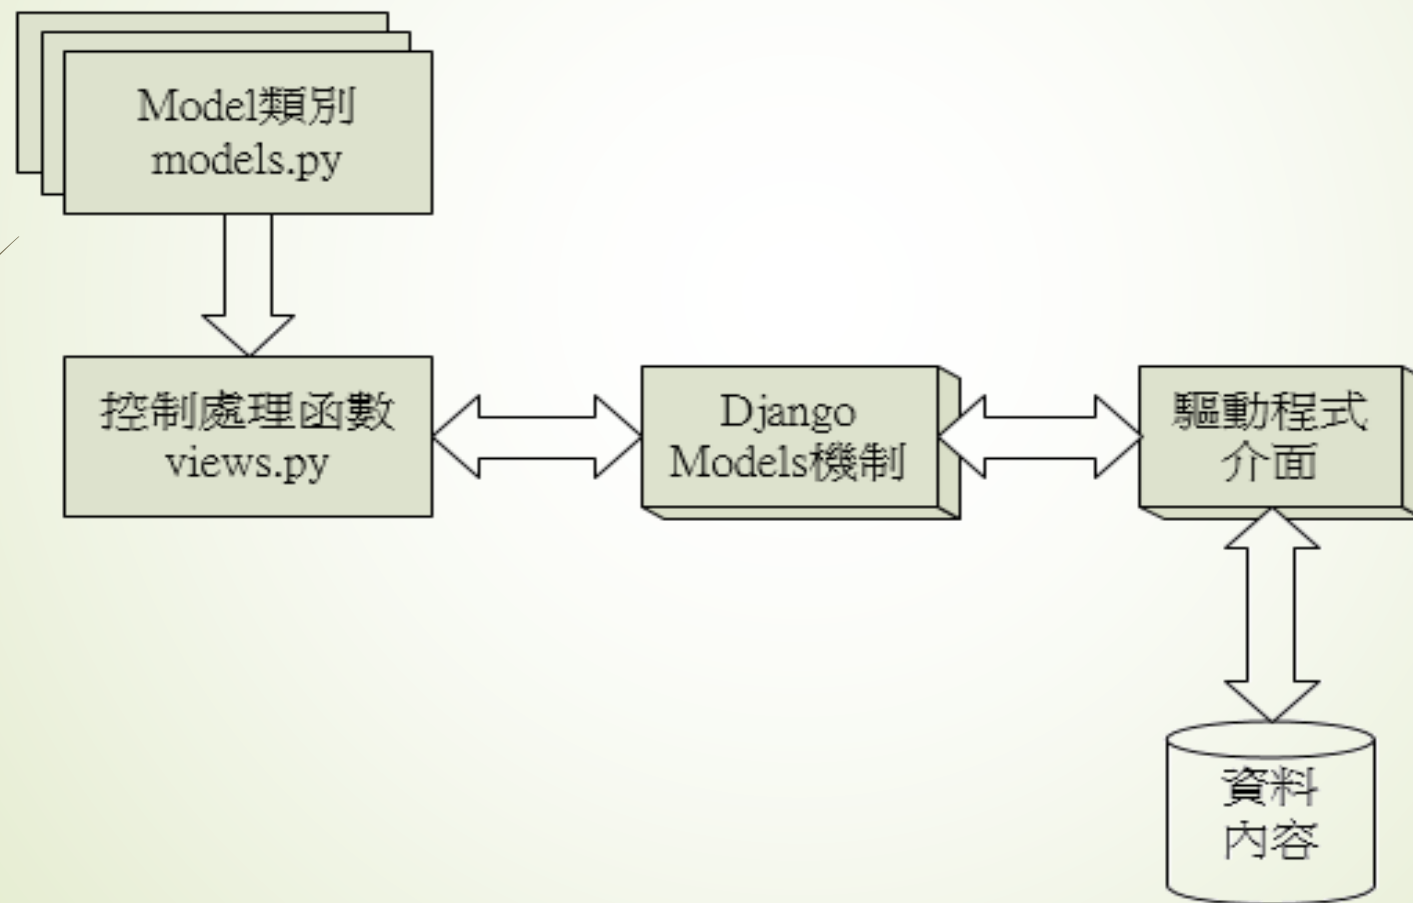 Model類別
models.py
控制處理函數
views.py
Django
Models機制
驅動程式
介面
資料
內容